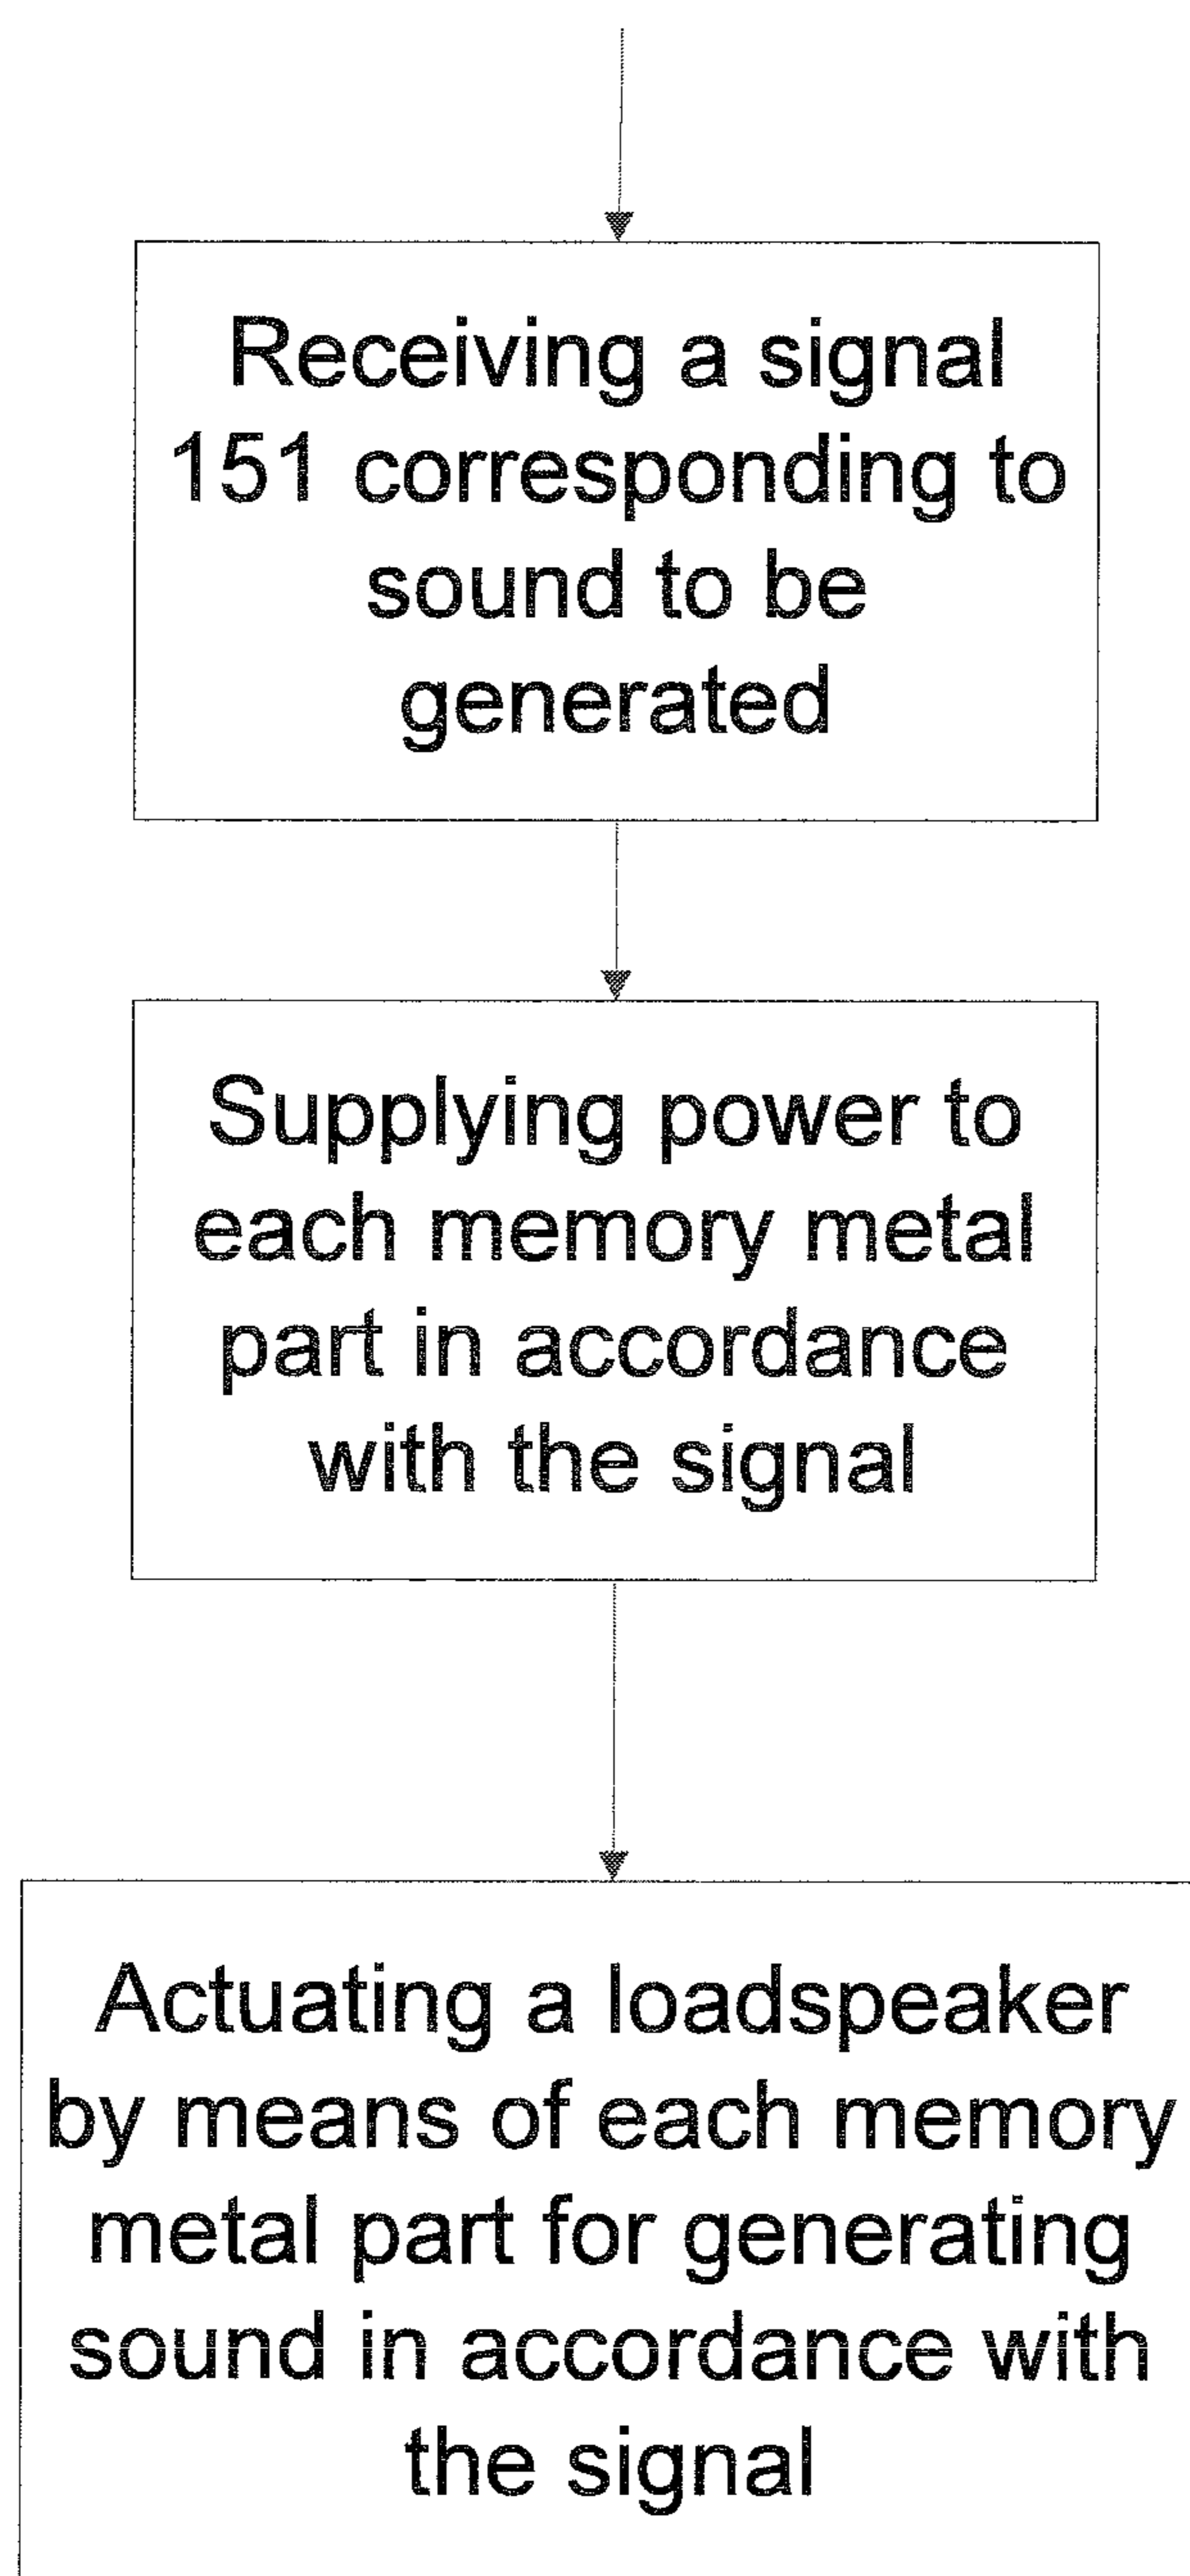 Receiving a signal
151 corresponding to
sound to be
generated
Supplying power to
each memory metal
part in accordance
with the signal
Actuating a loadspeaker
by means of each memory
metal part for generating
sound in accordance with
the signal